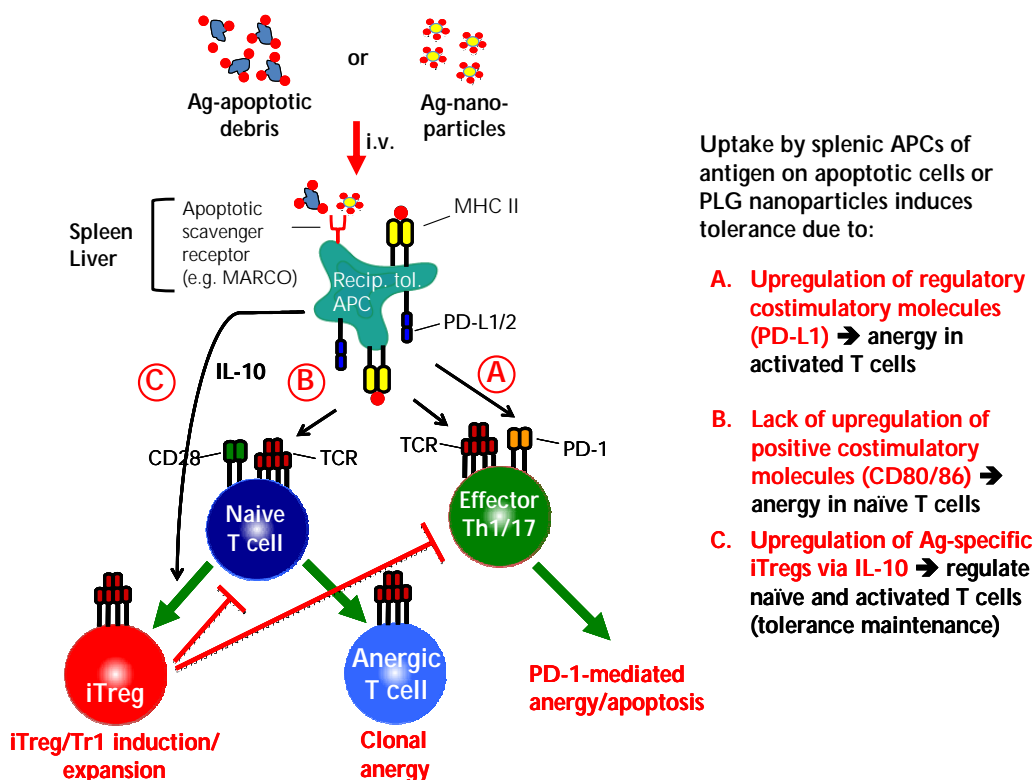 Ag-apoptotic
debris
or
Ag-nano-
particles
i.v.
Spleen
Liver
Apoptotic
scavenger
receptor
(e.g. MARCO)
MHC II
Recip. tol.
APC
PD-L1/2
IL-10
C
B
A
CD28
TCR
TCR
PD-1
Naive
T cell
Effector
Th1/17
iTreg
Anergic
T cell
iTreg/Tr1 induction/
expansion
Clonal
anergy
PD-1-mediated
anergy/apoptosis
Uptake by splenic APCs of
antigen on apoptotic cells or
PLG nanoparticles induces
tolerance due to:
A. Upregulation of regulatory
costimulatory molecules
(PD-L1) ➔ anergy in
activated T cells
B. Lack of upregulation of
positive costimulatory
molecules (CD80/86) ➔
anergy in naïve T cells
C. Upregulation of Ag-specific
iTregs via IL-10 ➔ regulate
naïve and activated T cells
(tolerance maintenance)